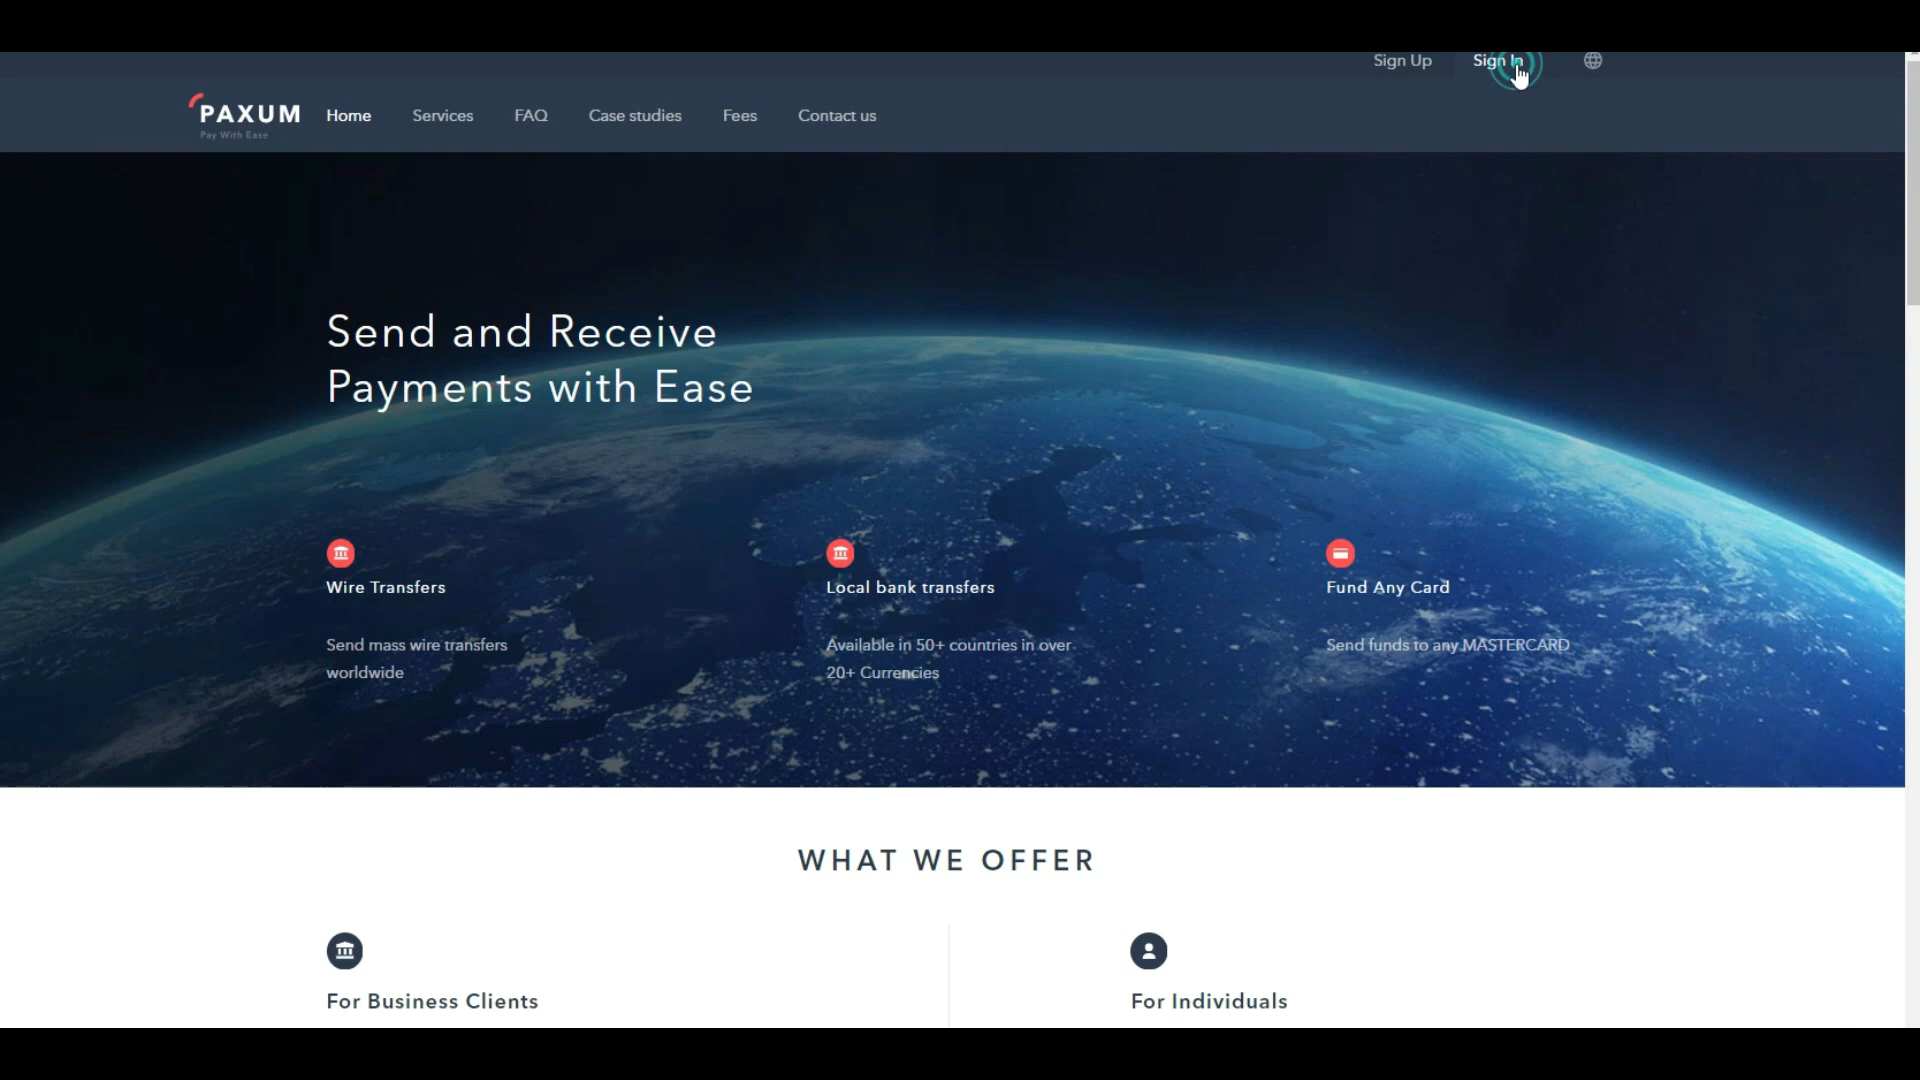 Sign Up Sign In
PAXUM
Pay With Ease
Home Services FAQ Case studies Fees Contact us
Send and Receive
Payments with Ease
Wire Transfers Local bank transfers Fund Any Card
Send mass wire transfers Available in 50+ countries in over Send funds to any MASTERCARD
worldwide 20+ Currencies
WHAT WE OFFER
For Business Clients For Individuals